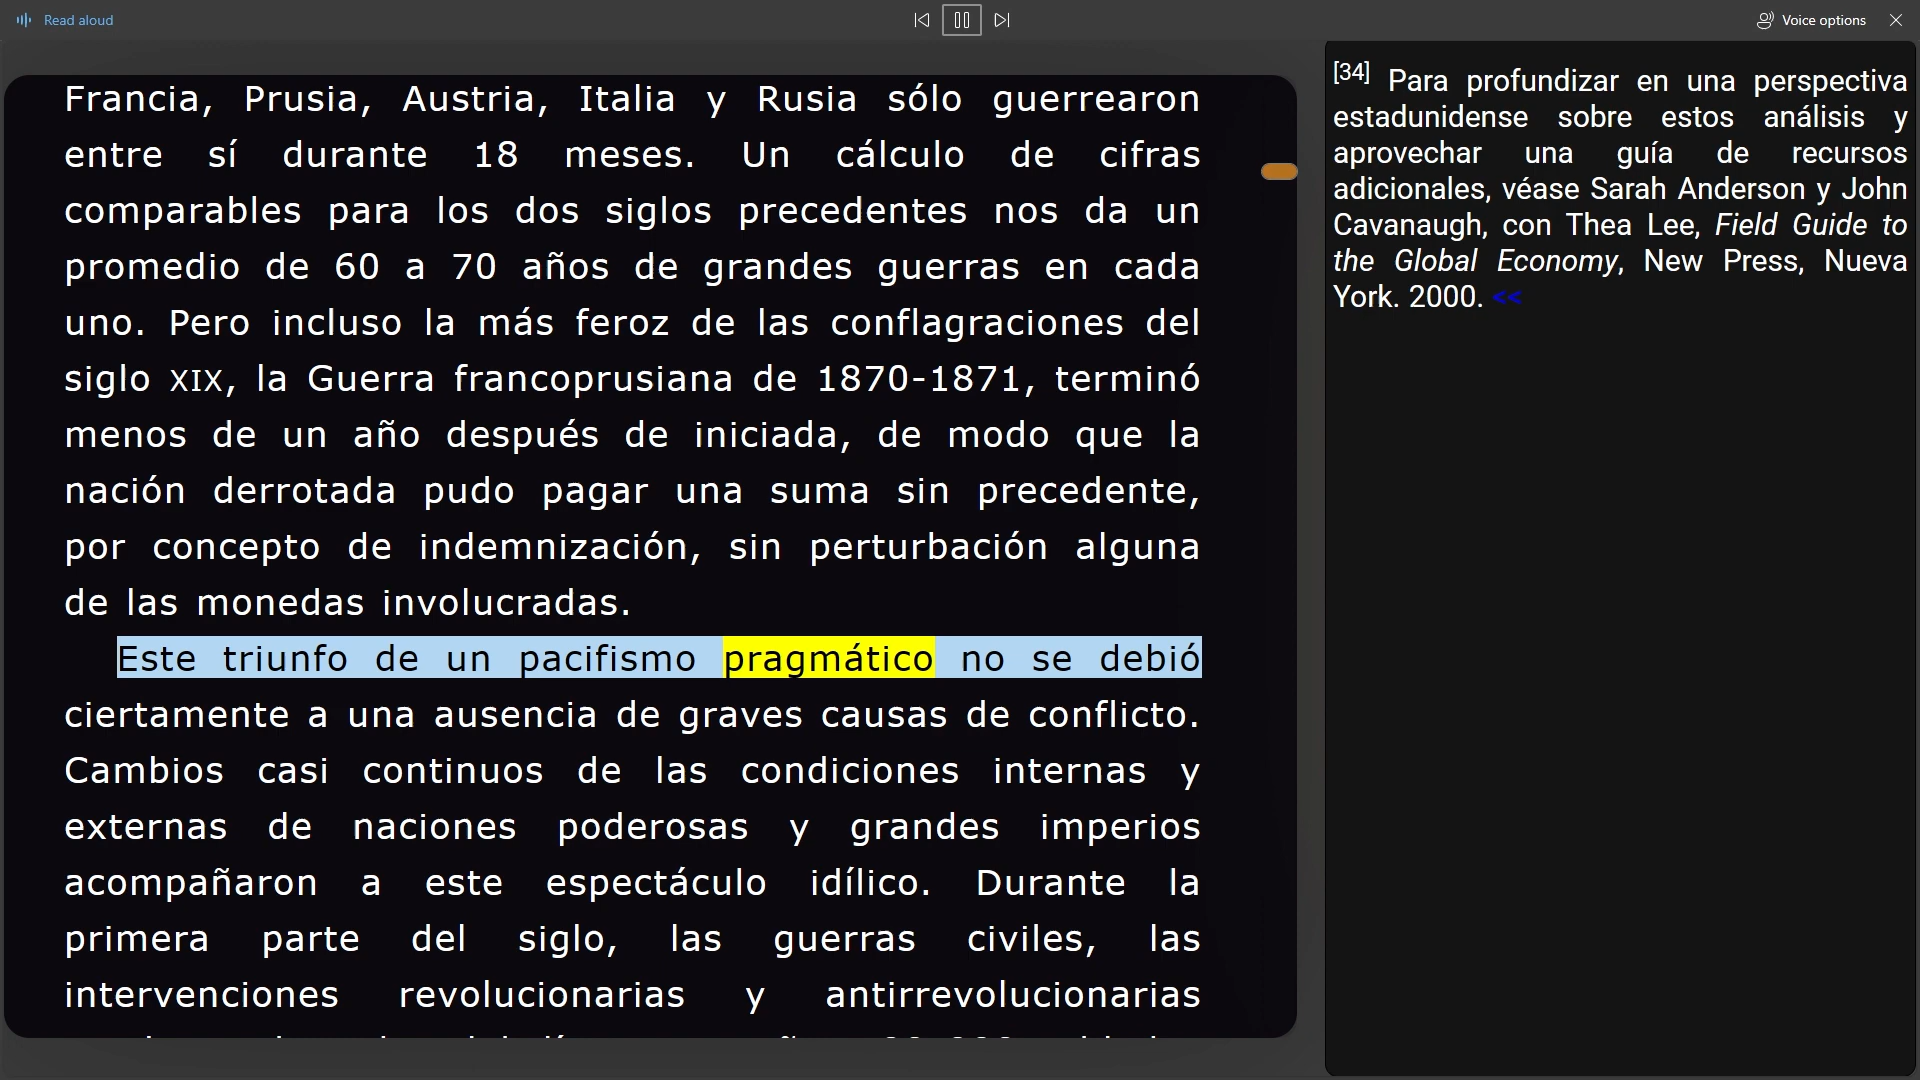 Read aloud
Voice options
Francia, Prusia, Austria, Italia y Rusia sólo guerrearon
entre sí durante 18 meses. Un cálculo de cifras
comparables para los dos siglos precedentes nos da un
promedio de 60 a 70 años de grandes guerras en cada
uno. Pero incluso la más feroz de las conflagraciones del
siglo XIX, la Guerra francoprusiana de 1870-1871, terminó
menos de un año después de iniciada, de modo que la
nación derrotada pudo pagar una suma sin precedente,
por concepto de indemnización, sin perturbación alguna
de las monedas involucradas.
Este triunfo de un pacifismo pragmático no se debió
ciertamente a una ausencia de graves causas de conflicto.
Cambios casi continuos de las condiciones internas y
externas de naciones poderosas y grandes imperios
acompañaron a este espectáculo idílico. Durante la
primera parte del siglo, las guerras civiles, las
intervenciones revolucionarias y antirrevolucionarias
[34] Para profundizar en una perspectiva
estadunidense sobre estos análisis y
aprovechar una guía de recursos
adicionales, véase Sarah Anderson y John
Cavanaugh, con Thea Lee, Field Guide to
the Global Economy, New Press, Nueva
York. 2000. <<